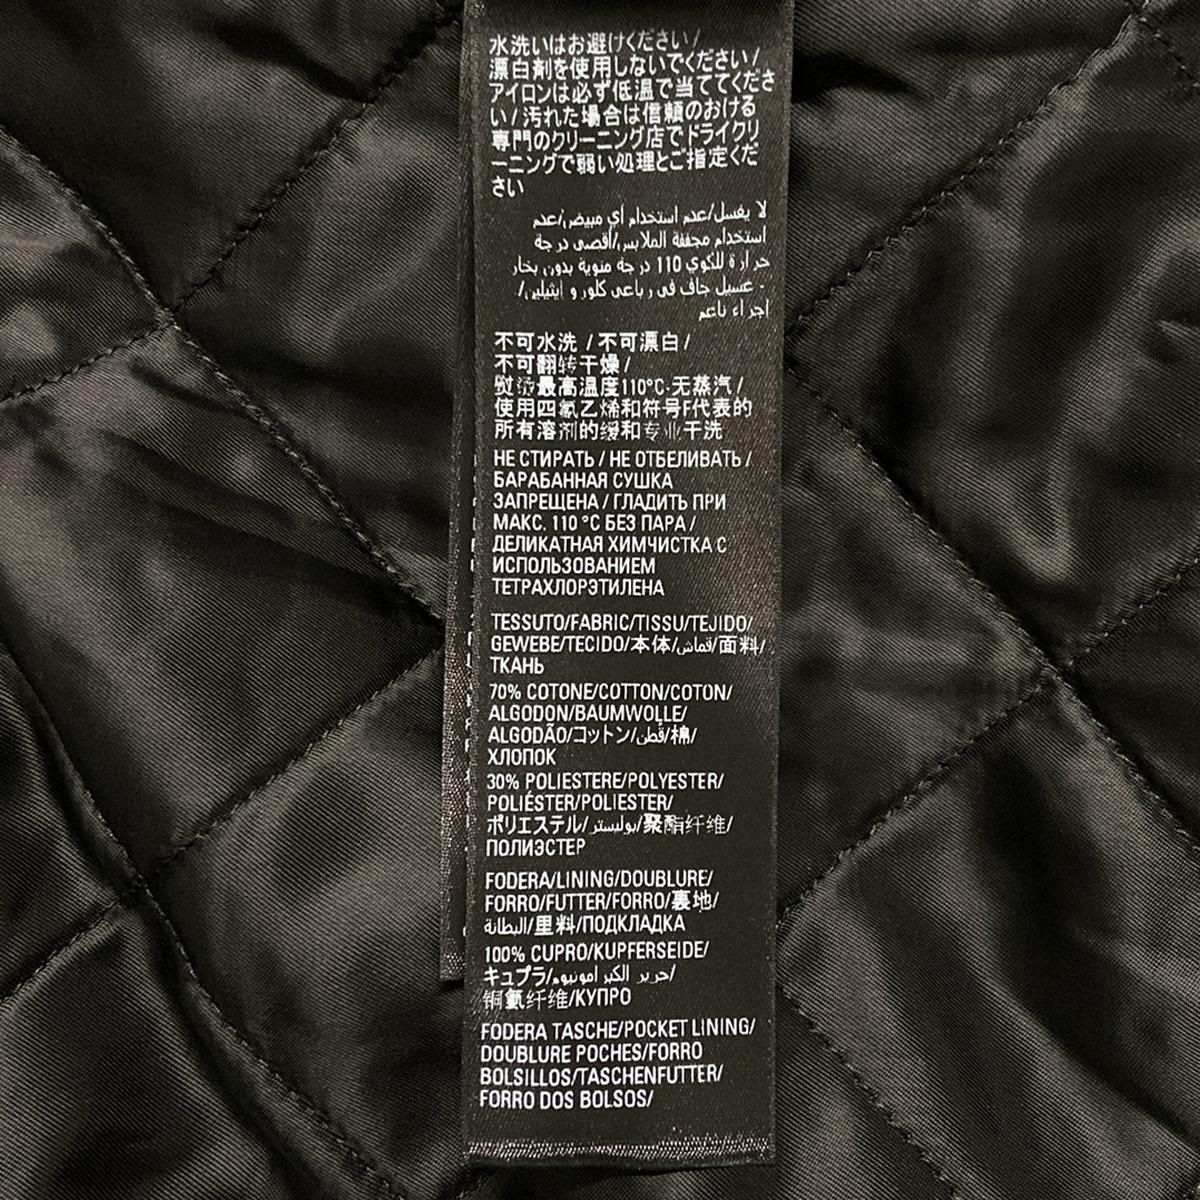 水洗いはお避けください/
漂白剤を使用しないでください/
アイロンは必ず低温で当ててくださ
い/汚れた場合は信頼のおける
専門のクリーニング店でドライクリ
ーニングで弱い処理とご指定くだ
さい
لا يغسل/عدم استخدام أي مبيض/عدم
استخدام مجففة الملابس/أقصى درجة
حرارة للكوي 110 درجة مئوية بدون بخار
- غسيل جاف في رباعي كلورو ايثيلين/
اجراء ناعم
不可水洗 / 不可漂白 /
不可翻转干燥 /
熨烫最高温度110°C-无蒸汽 /
使用四氯乙烯和符号F代表的
所有溶剂的缓和专业干洗
НЕ СТИРАТЬ / НЕ ОТБЕЛИВАТЬ /
БАРАБАННАЯ СУШКА
ЗАПРЕЩЕНА / ГЛАДИТЬ ПРИ
МАКС. 110 °C БЕЗ ПАРА /
ДЕЛИКАТНАЯ ХИМЧИСТКА С
ИСПОЛЬЗОВАНИЕМ
ТЕТРАХЛОРЭТИЛЕНА
TESSUTO/FABRIC/TISSU/TEJIDO/
GEWEBE/TECIDO/本体/قماش/面料/
ТКАНЬ
70% COTONE/COTTON/COTON/
ALGODON/BAUMWOLLE/
ALGODÃO/コットン/قطن/棉/
ХЛОПОК
30% POLIESTERE/POLYESTER/
POLIÉSTER/POLIESTER/
ポリエステル/بوليستر/聚酯纤维/
ПОЛИЭСТЕР
FODERA/LINING/DOUBLURE/
FORRO/FUTTER/FORRO/裏地/
البطانة/里料/ПОДКЛАДКА
100% CUPRO/KUPFERSEIDE/
キュプラ/حرير الكبرامونيوم/
铜氨纤维/КУПРО
FODERA TASCHE/POCKET LINING/
DOUBLURE POCHES/FORRO
BOLSILLOS/TASCHENFUTTER/
FORRO DOS BOLSOS/